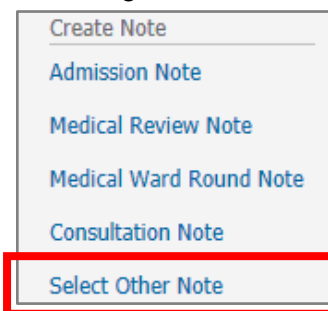 Create Note
Admission Note
Medical Review Note
Medical Ward Round Note
Consultation Note
Select Other Note